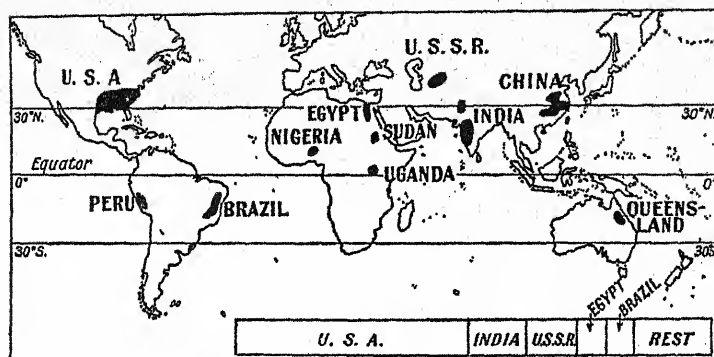 U.S.S.R.
U.S.A
CHINA
30°N.
EGYPT
INDIA
30°N
NIGERIA
SUDAN
Equator
UGANDA
0°
0°
PERU
BRAZIL
QUEENS-
LAND
30°S.
30°S
EGYPT
BRAZIL
U.S.A.
INDIA
U.S.S.R.
REST